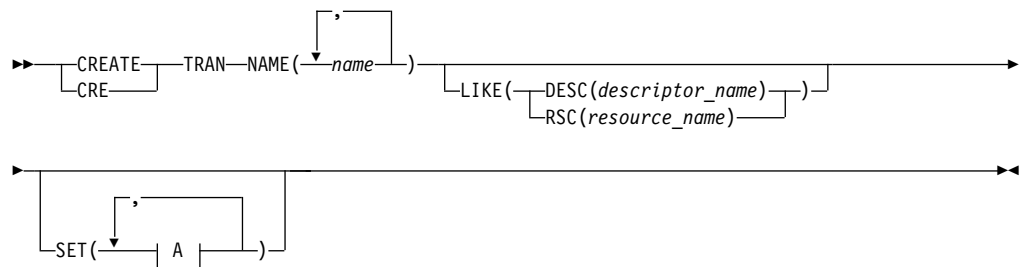 ,
CREATE TRAN NAME( name ) 
CRE LIKE( DESC(descriptor_name) )
RSC(resource_name)
,
SET( A )